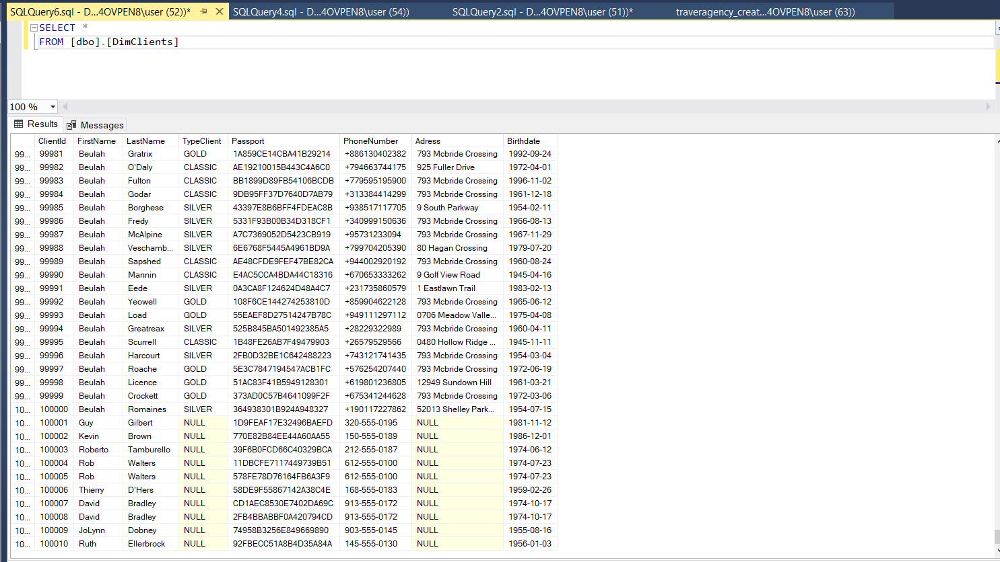 SQLQuery6.sql - D...4OVPEN8\user (52))* SQLQuery4.sql - D...4OVPEN8\user (54)) SQLQuery2.sql - D...4OVPEN8\user (51))* traveragency_creat...4OVPEN8\user (63))
SELECT *
FROM [dbo].[DimClients]
100 %
Results Messages
ClientId FirstName LastName TypeClient Passport PhoneNumber Adress Birthdate
99... 99981 Beulah Gratrix GOLD 1A859CE14CBA41B29214 +886130402382 793 Mcbride Crossing 1992-09-24
99... 99982 Beulah O'Daly CLASSIC AE19210015B443C4A6C0 +794663744175 925 Fuller Drive 1972-04-01
99... 99983 Beulah Fulton CLASSIC BB1899D89FB54106BCDB +779595195900 793 Mcbride Crossing 1996-11-02
99... 99984 Beulah Godar CLASSIC 9DB95FF37D7640D7AB79 +313384414299 793 Mcbride Crossing 1961-12-18
99... 99985 Beulah Borghese SILVER 43397E8B6BFF4FDEAC8B +938517117705 9 South Parkway 1954-02-11
99... 99986 Beulah Fredy SILVER 5331F93B00B34D318CF1 +340999150636 793 Mcbride Crossing 1966-08-13
99... 99987 Beulah McAlpine SILVER A7C7369052D5423CB919 +95731233094 793 Mcbride Crossing 1967-11-29
99... 99988 Beulah Veschamb... SILVER 6E6768F5445A4961BD9A +799704205390 80 Hagan Crossing 1979-07-20
99... 99989 Beulah Sapshed CLASSIC AE48CFDE9FEF47BE82CA +944002920192 793 Mcbride Crossing 1960-08-24
99... 99990 Beulah Mannin CLASSIC E4AC5CCA4BDA44C18316 +670653333262 9 Golf View Road 1945-04-16
99... 99991 Beulah Eede SILVER 0A3CA8F124624D48A4C7 +231735860579 1 Eastlawn Trail 1983-02-13
99... 99992 Beulah Yeowell GOLD 108F6CE144274253810D +859904622128 793 Mcbride Crossing 1965-06-12
99... 99993 Beulah Load GOLD 55EAEF8D27514247B78C +949111297112 0706 Meadow Valle... 1975-04-08
99... 99994 Beulah Greatreax SILVER 525B845BA501492385A5 +28229322989 793 Mcbride Crossing 1960-04-11
99... 99995 Beulah Scurrell CLASSIC 1B48FE26AB7F49479903 +26579529566 0480 Hollow Ridge ... 1945-11-11
99... 99996 Beulah Harcourt SILVER 2FB0D32BE1C642488223 +743121741435 793 Mcbride Crossing 1954-03-04
99... 99997 Beulah Roache GOLD 5E3C7847194547ACB1FC +576254207440 793 Mcbride Crossing 1972-06-19
99... 99998 Beulah Licence GOLD 51AC83F41B5949128301 +619801236805 12949 Sundown Hill 1961-03-21
99... 99999 Beulah Crockett GOLD 373AD0C57B4641099F2F +675341244628 793 Mcbride Crossing 1972-03-06
10... 100000 Beulah Romaines SILVER 364938301B924A948327 +190117227862 52013 Shelley Park... 1954-07-15
10... 100001 Guy Gilbert NULL 1D9FEAF17E32496BAEFD 320-555-0195 NULL 1981-11-12
10... 100002 Kevin Brown NULL 770E82B84EE44A60AA55 150-555-0189 NULL 1986-12-01
10... 100003 Roberto Tamburello NULL 39F6B0FCD66C40329BCA 212-555-0187 NULL 1974-06-12
10... 100004 Rob Walters NULL 11DBCFE7117449739B51 612-555-0100 NULL 1974-07-23
10... 100005 Rob Walters NULL 578FE78D76164FB6A3F9 612-555-0100 NULL 1974-07-23
10... 100006 Thierry D'Hers NULL 58DE9F55867142A38C4E 168-555-0183 NULL 1959-02-26
10... 100007 David Bradley NULL CD1AEC8530E7402DA69C 913-555-0172 NULL 1974-10-17
10... 100008 David Bradley NULL 2FB4BBABBF0A420794CD 913-555-0172 NULL 1974-10-17
10... 100009 JoLynn Dobney NULL 74958B3256E849669890 903-555-0145 NULL 1955-08-16
10... 100010 Ruth Ellerbrock NULL 92FBECC51A8B4D35A84A 145-555-0130 NULL 1956-01-03